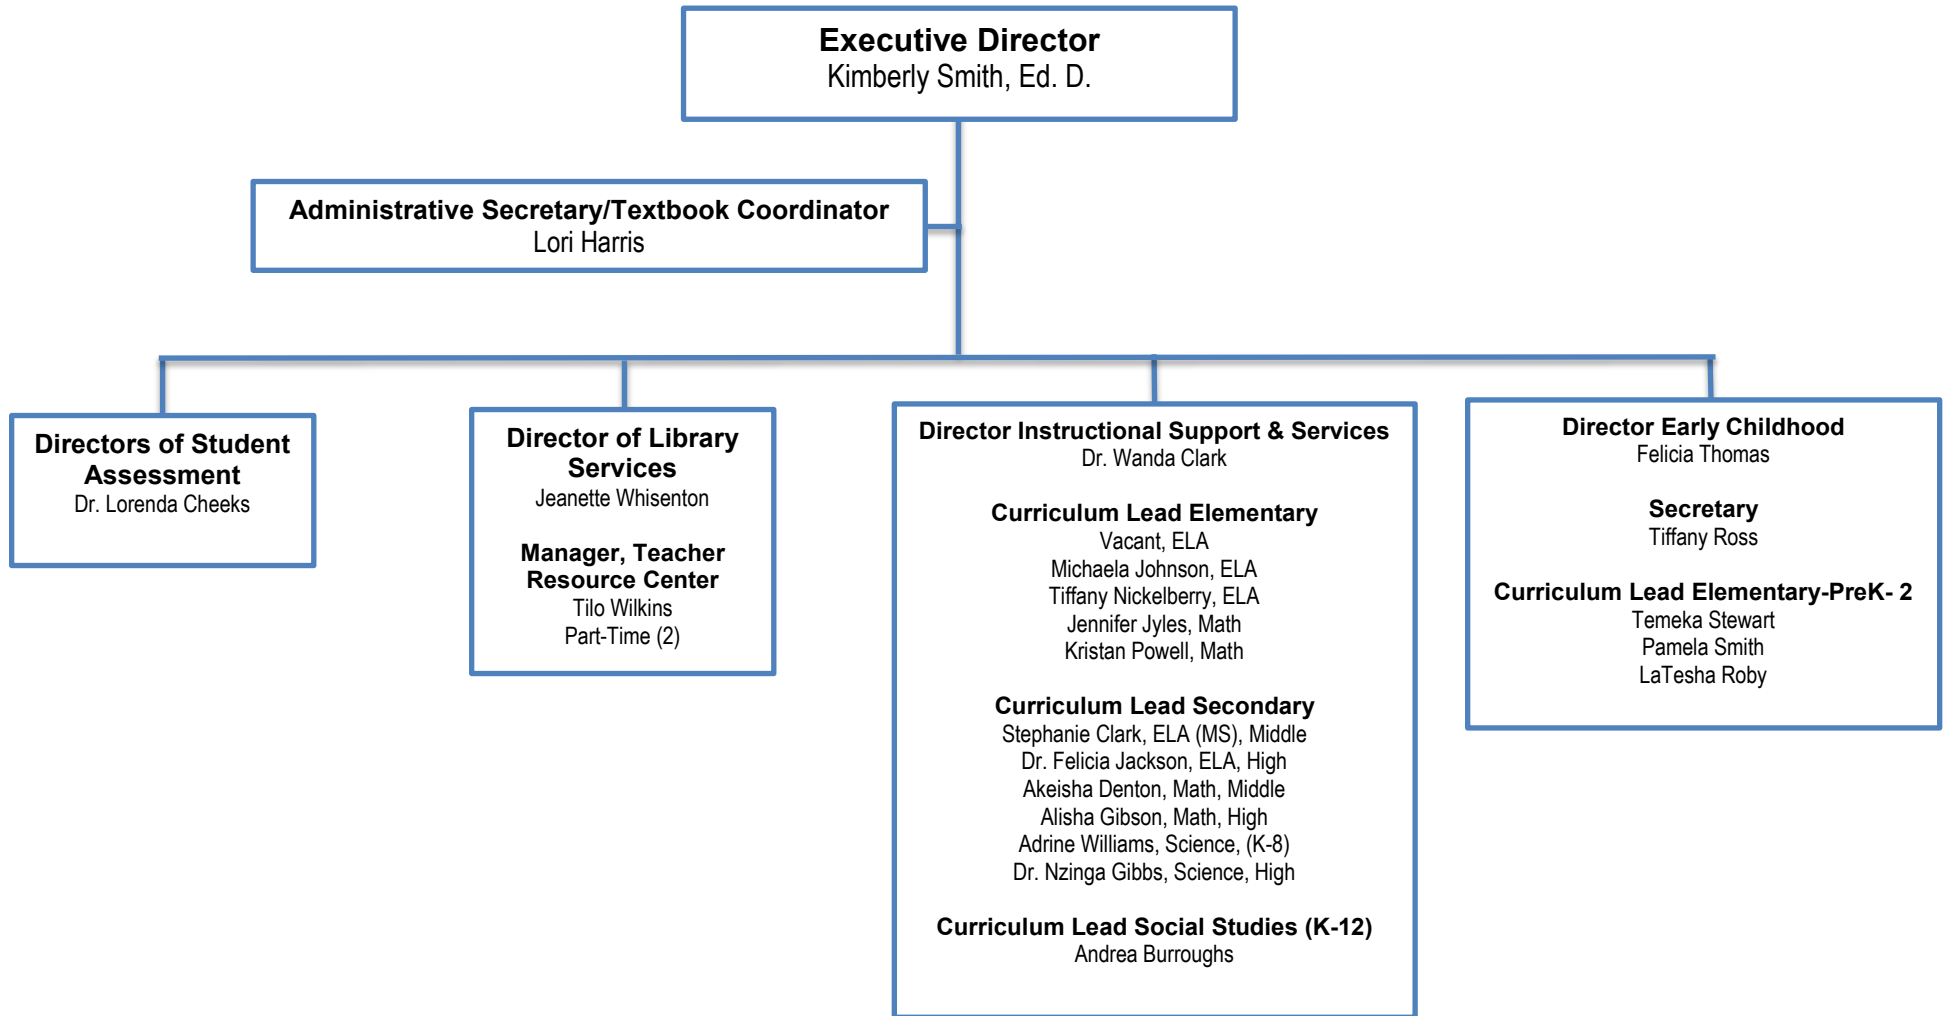 Executive Director
Kimberly Smith, Ed. D.
Administrative Secretary/Textbook Coordinator
Lori Harris
Directors of Student
Assessment
Dr. Lorenda Cheeks
Director of Library
Services
Jeanette Whisenton
Manager, Teacher
Resource Center
Tilo Wilkins
Part-Time (2)
Director Instructional Support & Services
Dr. Wanda Clark
Curriculum Lead Elementary
Vacant, ELA
Michaela Johnson, ELA
Tiffany Nickelberry, ELA
Jennifer Jyles, Math
Kristan Powell, Math
Curriculum Lead Secondary
Stephanie Clark, ELA (MS), Middle
Dr. Felicia Jackson, ELA, High
Akeisha Denton, Math, Middle
Alisha Gibson, Math, High
Adrine Williams, Science, (K-8)
Dr. Nzinga Gibbs, Science, High
Curriculum Lead Social Studies (K-12)
Andrea Burroughs
Director Early Childhood
Felicia Thomas
Secretary
Tiffany Ross
Curriculum Lead Elementary-PreK- 2
Temeka Stewart
Pamela Smith
LaTesha Roby